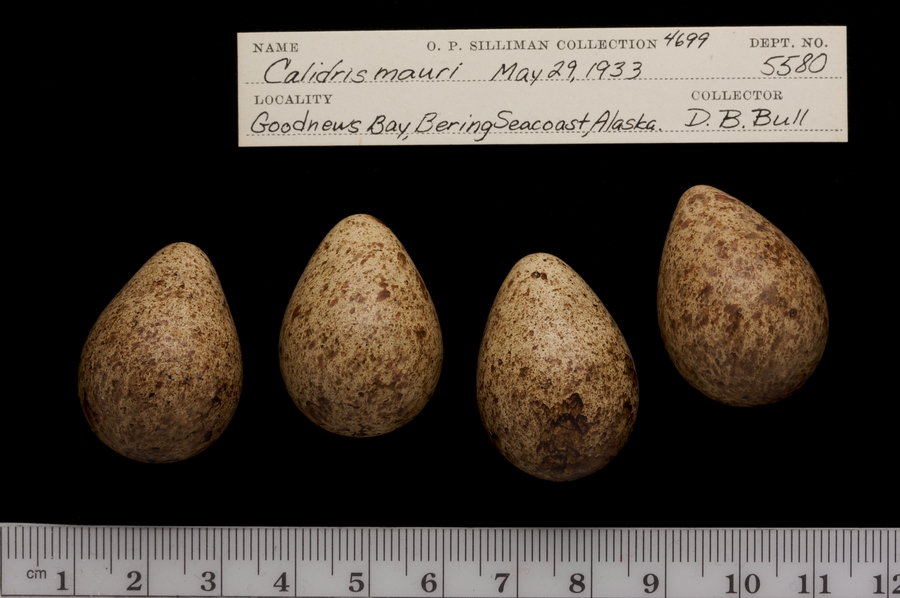 NAME O. P. SILLIMAN COLLECTION 4699 DEPT. NO.
Calidris mauri May 29, 1933 5580
LOCALITY COLLECTOR
Goodnews Bay, Bering Seacoast, Alaska. D. B. Bull
cm 1 2 3 4 5 6 7 8 9 10 11 12